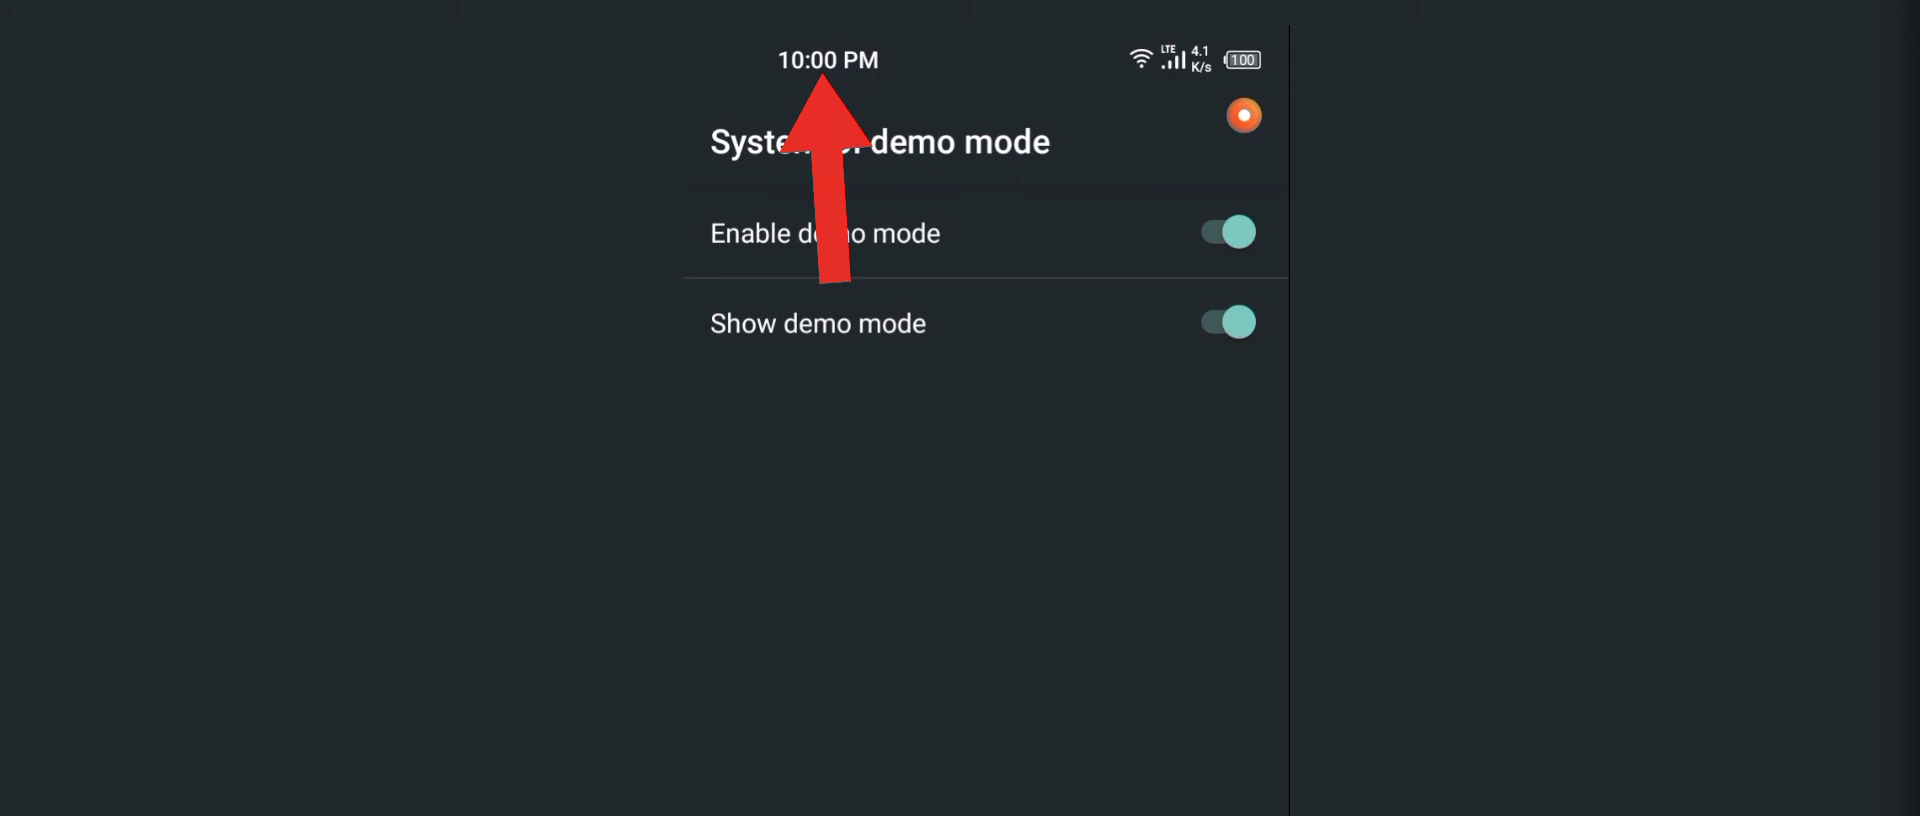 10:00 PM LTE 4.1 K/s 100
demo mode
Enable mode
Show demo mode